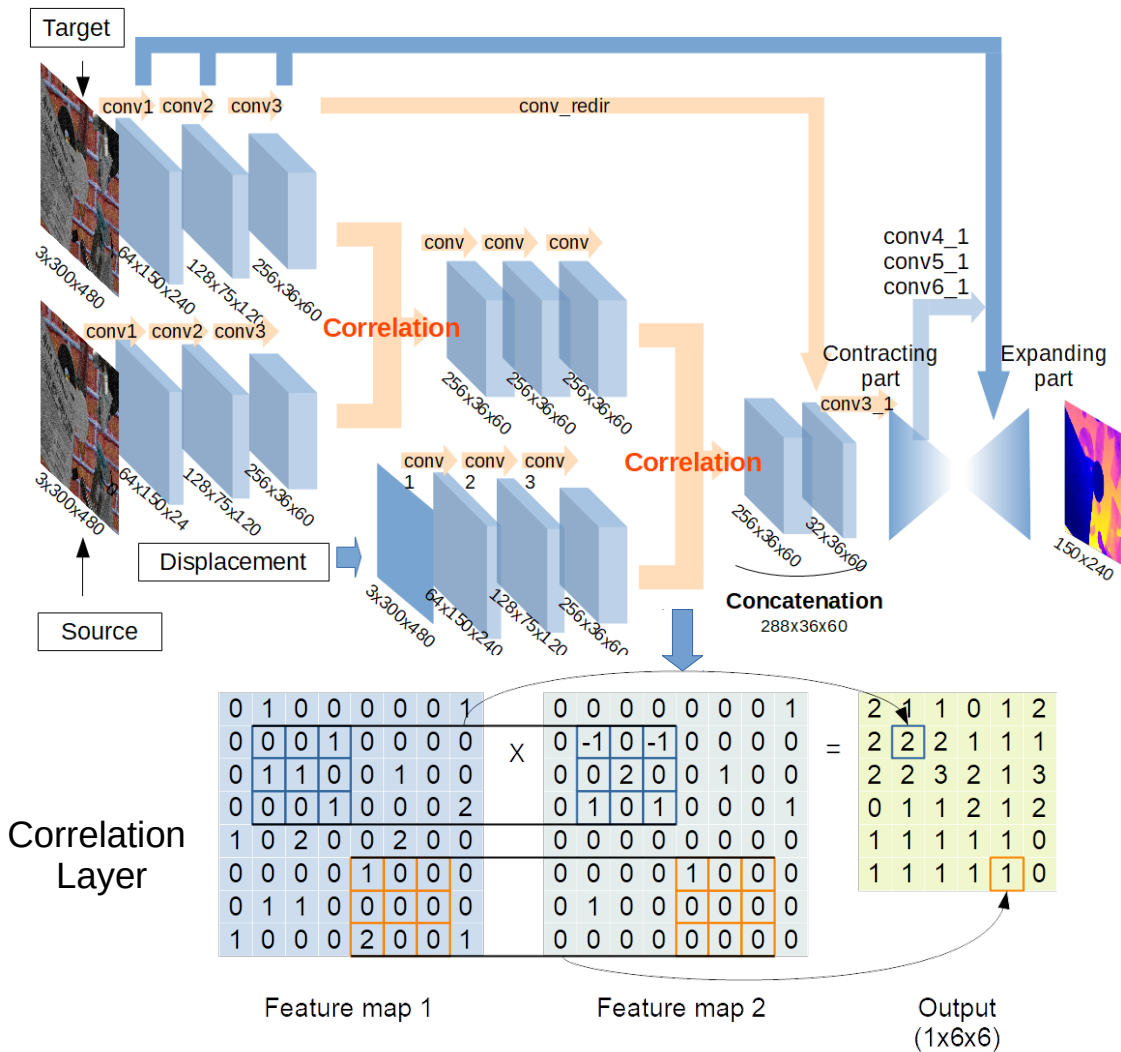 Target
conv1 conv2 conv3
conv_redir
3x300x480
64x150x240
128x75x120
256x36x60
conv conv conv
conv4_1
conv5_1
conv6_1
Correlation
256x36x60
256x36x60
256x36x60
conv1 conv2 conv3
3x300x480
64x150x24
128x75x120
256x36x60
Contracting
part
Expanding
part
conv3_1
conv
1
conv
2
conv
3
Correlation
256x36x60
32x36x60
150x240
Displacement
3x300x480
64x150x240
128x75x120
256x36x60
Concatenation
288x36x60
Source
0 1 0 0 0 0 0 1
0 0 0 1 0 0 0 0
0 1 1 0 0 1 0 0
0 0 0 1 0 0 0 2
1 0 2 0 0 2 0 0
0 0 0 0 1 0 0 0
0 1 1 0 0 0 0 0
1 0 0 0 2 0 0 1
X
0 0 0 0 0 0 0 1
0 -1 0 -1 0 0 0 0
0 0 2 0 0 1 0 0
0 1 0 1 0 0 0 1
0 0 0 0 0 0 0 0
0 0 0 0 1 0 0 0
0 1 0 0 0 0 0 0
0 0 0 0 0 0 0 0
=
2 1 1 0 1 2
2 2 2 1 1 1
2 2 3 2 1 3
0 1 1 2 1 2
1 1 1 1 1 0
1 1 1 1 1 0
Correlation
Layer
Feature map 1
Feature map 2
Output
(1x6x6)